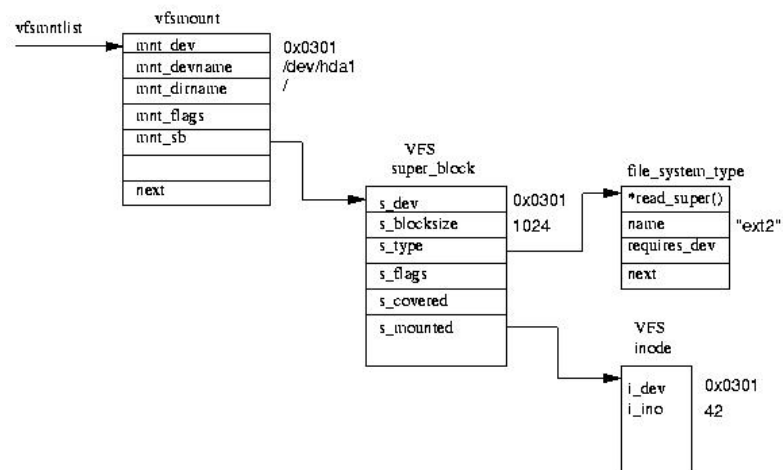 vfsmntlist
vfsmount
mnt_dev
mnt_devname
mnt_dirname
mnt_flags
mnt_sb
next
0x0301
/dev/hda1
/
VFS
super_block
s_dev
s_blocksize
s_type
s_flags
s_covered
s_mounted
0x0301
1024
file_system_type
*read_super()
name
requires_dev
next
"ext2"
VFS
inode
i_dev
i_ino
0x0301
42